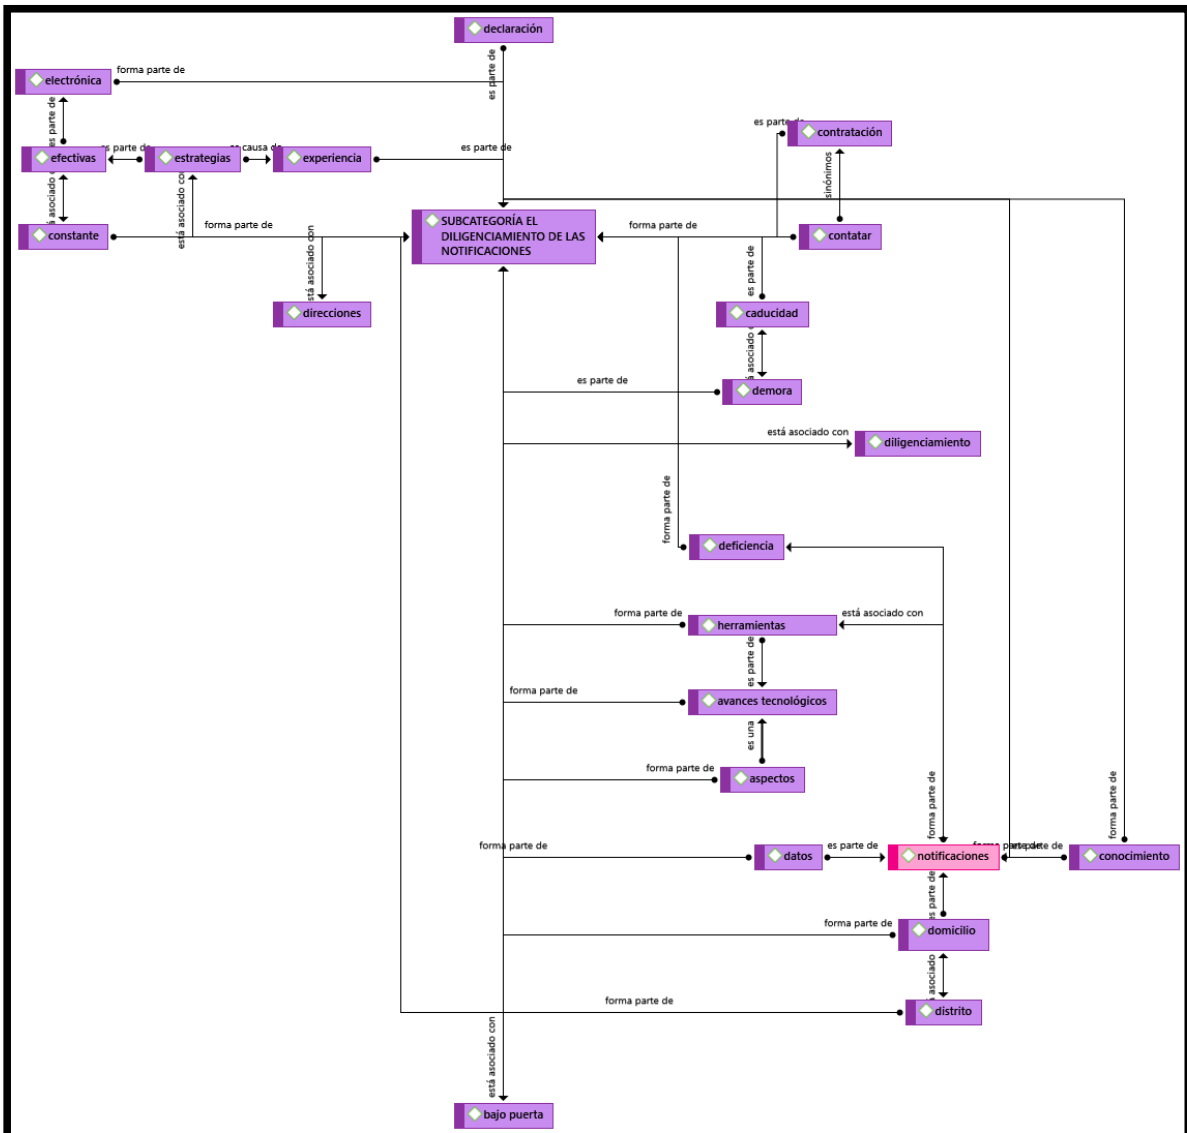 declaración
electrónica
forma parte de
es parte de
es parte de
es parte de
es causa de
es parte de
es parte de
contratación
efectivas
estrategias
experiencia
está asociado con
sinónimos
constante
forma parte de
SUBCATEGORÍA EL
DILIGENCIAMIENTO DE LAS
NOTIFICACIONES
forma parte de
contatar
está asociado con
está asociado con
es parte de
direcciones
caducidad
asociado
es parte de
demora
está asociado con
diligenciamiento
forma parte de
deficiencia
forma parte de
herramientas
está asociado con
es parte de
forma parte de
avances tecnológicos
es una
forma parte de
aspectos
forma parte de
forma parte de
forma parte de
datos
es parte de
notificaciones
forma parte de
es parte de
conocimiento
es parte de
forma parte de
domicilio
asociado
forma parte de
distrito
está asociado con
bajo puerta